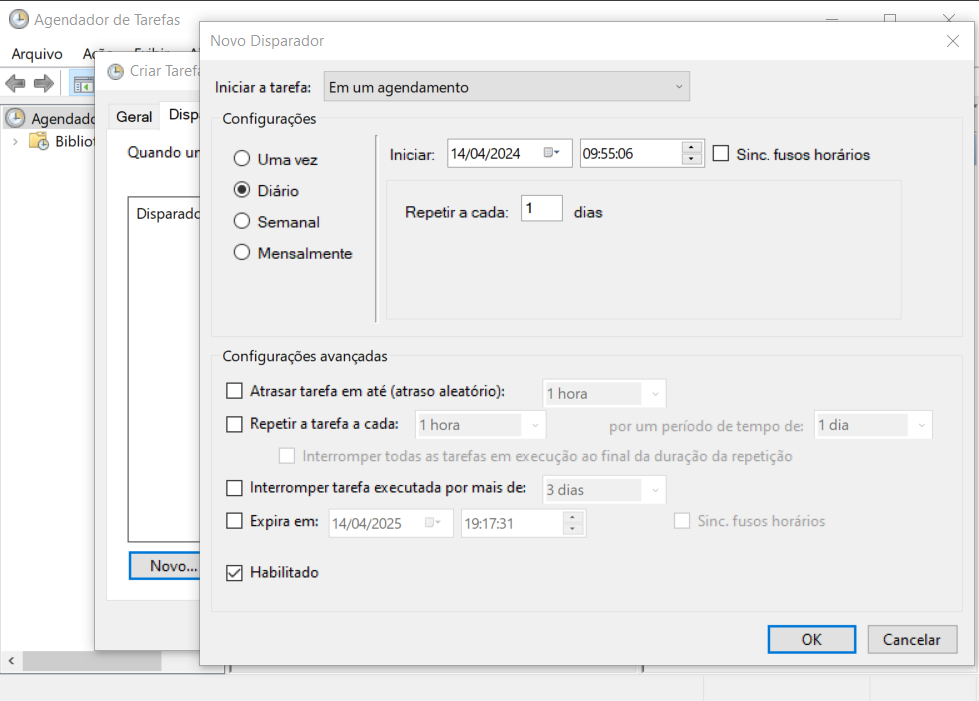 Agendador de Tarefas
Arquivo
Novo Disparador
Criar Taref
Iniciar a tarefa: Em um agendamento
Agendado
Bibliot
Geral
Disp
Quando un
Disparado
Novo...
Configurações
Uma vez
Diário
Semanal
Mensalmente
Iniciar: 14/04/2024 09:55:06 Sinc. fusos horários
Repetir a cada: 1 dias
Configurações avançadas
Atrasar tarefa em até (atraso aleatório): 1 hora
Repetir a tarefa a cada: 1 hora por um período de tempo de: 1 dia
Interromper todas as tarefas em execução ao final da duração da repetição
Interromper tarefa executada por mais de: 3 dias
Expira em: 14/04/2025 19:17:31 Sinc. fusos horários
Habilitado
OK Cancelar